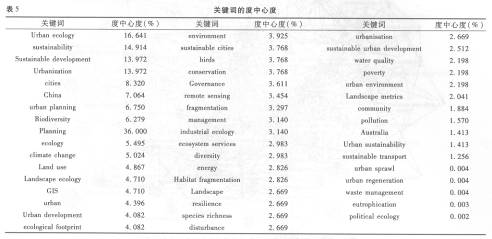 表 5 关键词的度中心度
关键词 度中心度(%) 关键词 度中心度(%) 关键词 度中心度(%)
Urban ecology 16.641 environment 3.925 urbanisation 2.669
sustainability 14.914 sustainable cities 3.768 sustainable urban development 2.512
Sustainable development 13.972 birds 3.768 water quality 2.198
Urbanization 13.972 conservation 3.768 poverty 2.198
cities 8.320 Governance 3.611 urban environment 2.198
China 7.064 remote sensing 3.454 Landscape metrics 2.041
urban planning 6.750 fragmentation 3.297 community 1.884
Biodiversity 6.279 management 3.140 pollution 1.570
Planning 36.000 industrial ecology 3.140 Australia 1.413
ecology 5.495 ecosystem services 2.983 Urban sustainability 1.413
climate change 5.024 diversity 2.983 sustainable transport 1.256
Land use 4.867 energy 2.826 urban sprawl 0.004
Landscape ecology 4.710 Habitat fragmentation 2.826 urban regeneration 0.004
GIS 4.710 Landscape 2.669 waste management 0.004
urban 4.396 resilience 2.669 eutrophication 0.003
Urban development 4.082 species richness 2.669 political ecology 0.002
ecological footprint 4.082 disturbance 2.669